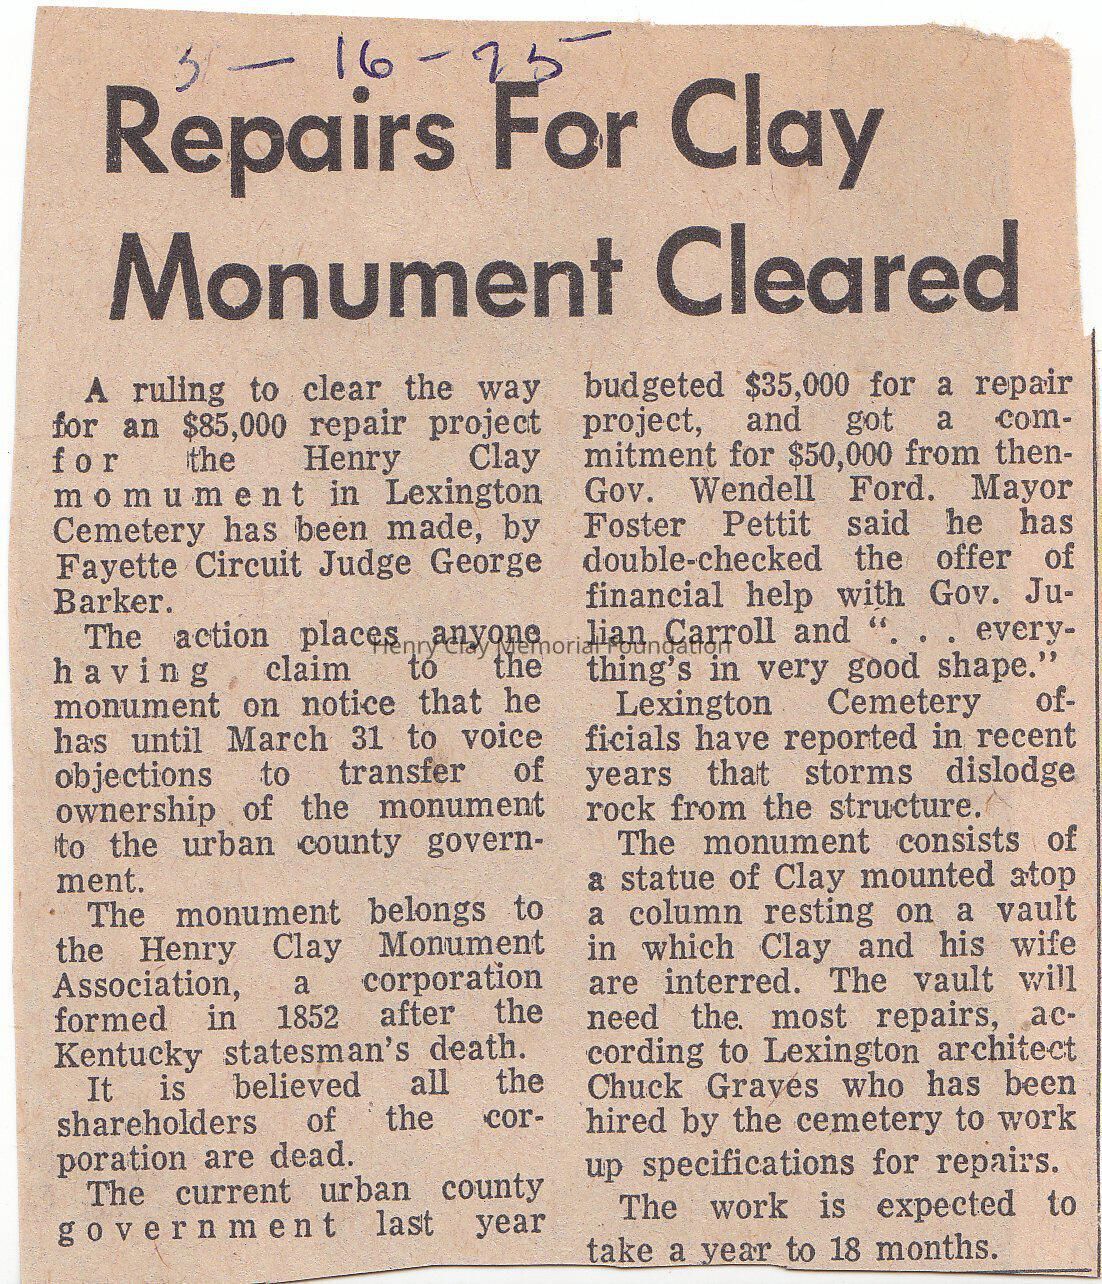 3 - 16 - 75
Repairs For Clay
Monument Cleared
A ruling to clear the way
for an $85,000 repair project
for the Henry Clay
momument in Lexington
Cemetery has been made, by
Fayette Circuit Judge George
Barker.
The action places anyone
having claim to the
monument on notice that he
has until March 31 to voice
objections to transfer of
ownership of the monument
to the urban county govern-
ment.
The monument belongs to
the Henry Clay Monument
Association, a corporation
formed in 1852 after the
Kentucky statesman's death.
It is believed all the
shareholders of the cor-
poration are dead.
The current urban county
government last year
budgeted $35,000 for a repair
project, and got a com-
mitment for $50,000 from then-
Gov. Wendell Ford. Mayor
Foster Pettit said he has
double-checked the offer of
financial help with Gov. Ju-
lian Carroll and ". . . every-
thing's in very good shape."
Lexington Cemetery of-
ficials have reported in recent
years that storms dislodge
rock from the structure.
The monument consists of
a statue of Clay mounted atop
a column resting on a vault
in which Clay and his wife
are interred. The vault will
need the. most repairs, ac-
cording to Lexington architect
Chuck Graves who has been
hired by the cemetery to work
up specifications for repairs.
The work is expected to
take a year to 18 months.
Henry Clay Memorial Foundation